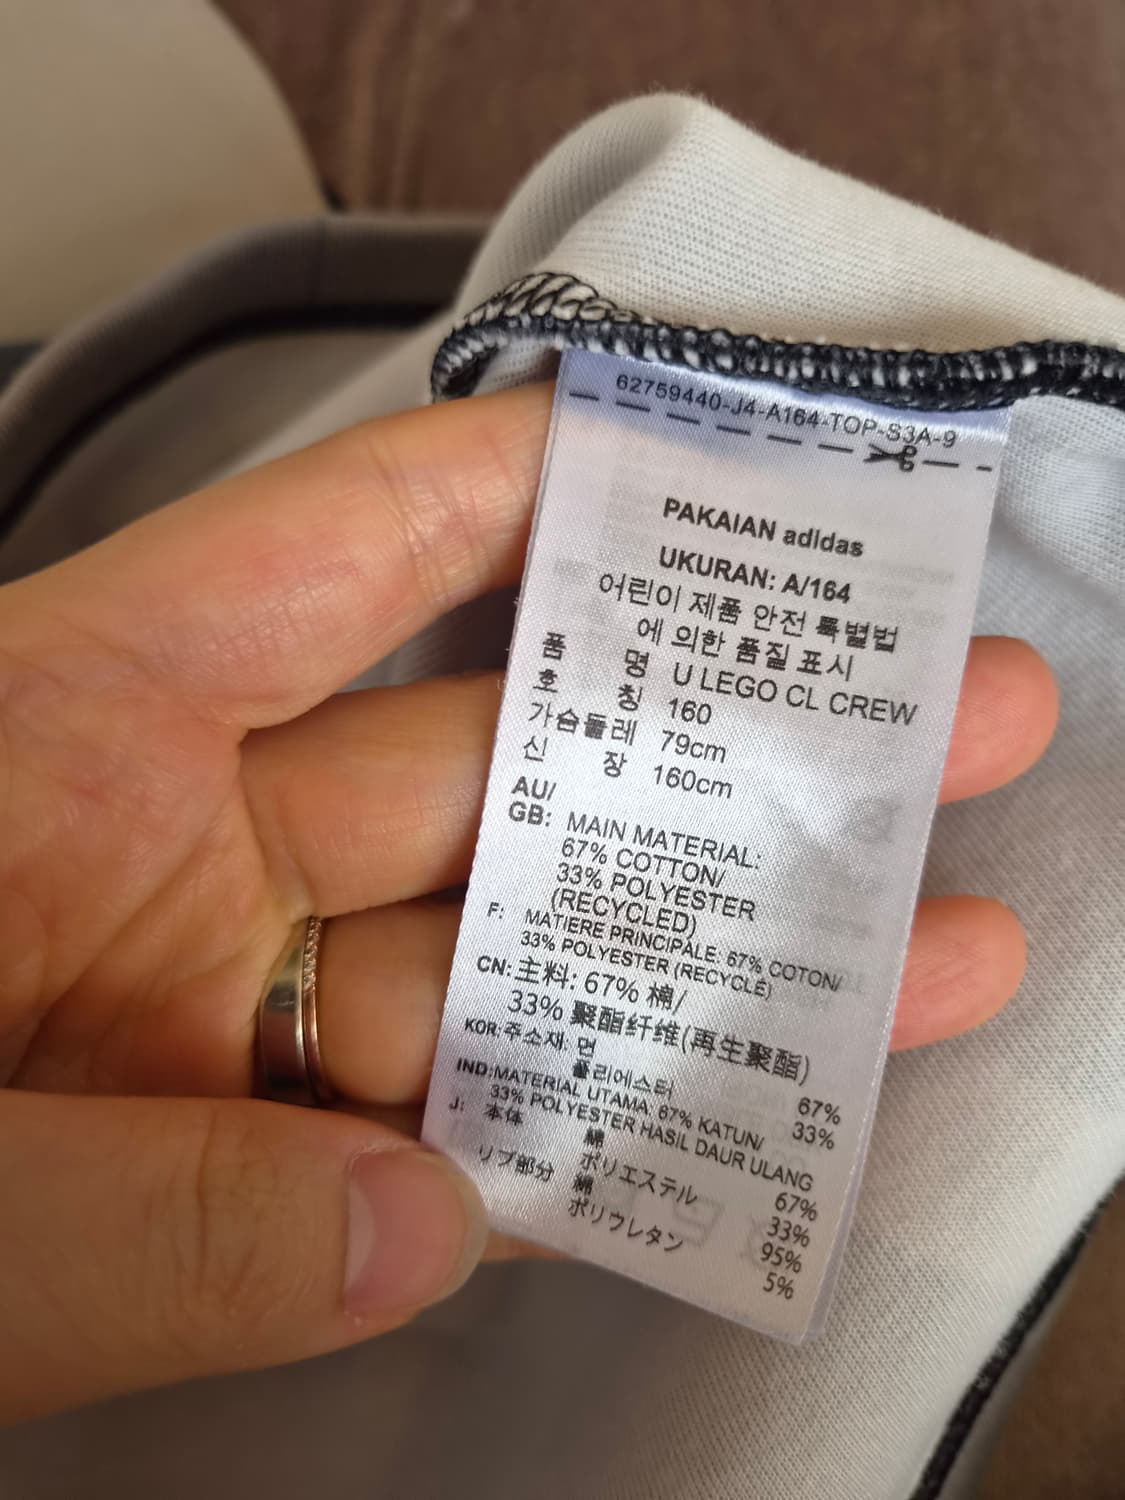 62759440-J4-A164-TOP-S3A-9
PAKAIAN adidas
UKURAN: A/164
어린이 제품 안전 특별법
에 의한 품질 표시
품 명 U LEGO CL CREW
호 칭 160
가슴둘레 79cm
신 장 160cm
AU/
GB: MAIN MATERIAL:
67% COTTON/
33% POLYESTER
(RECYCLED)
F: MATIERE PRINCIPALE: 67% COTON/
33% POLYESTER (RECYCLÉ)
CN: 主料: 67% 棉/
33% 聚酯纤维(再生聚酯)
KOR: 주소재: 면 67%
폴리에스터 33%
IND: MATERIAL UTAMA: 67% KATUN/
33% POLYESTER HASIL DAUR ULANG
J: 本体 綿 67%
ポリエステル 33%
リブ部分 綿 95%
ポリウレタン 5%